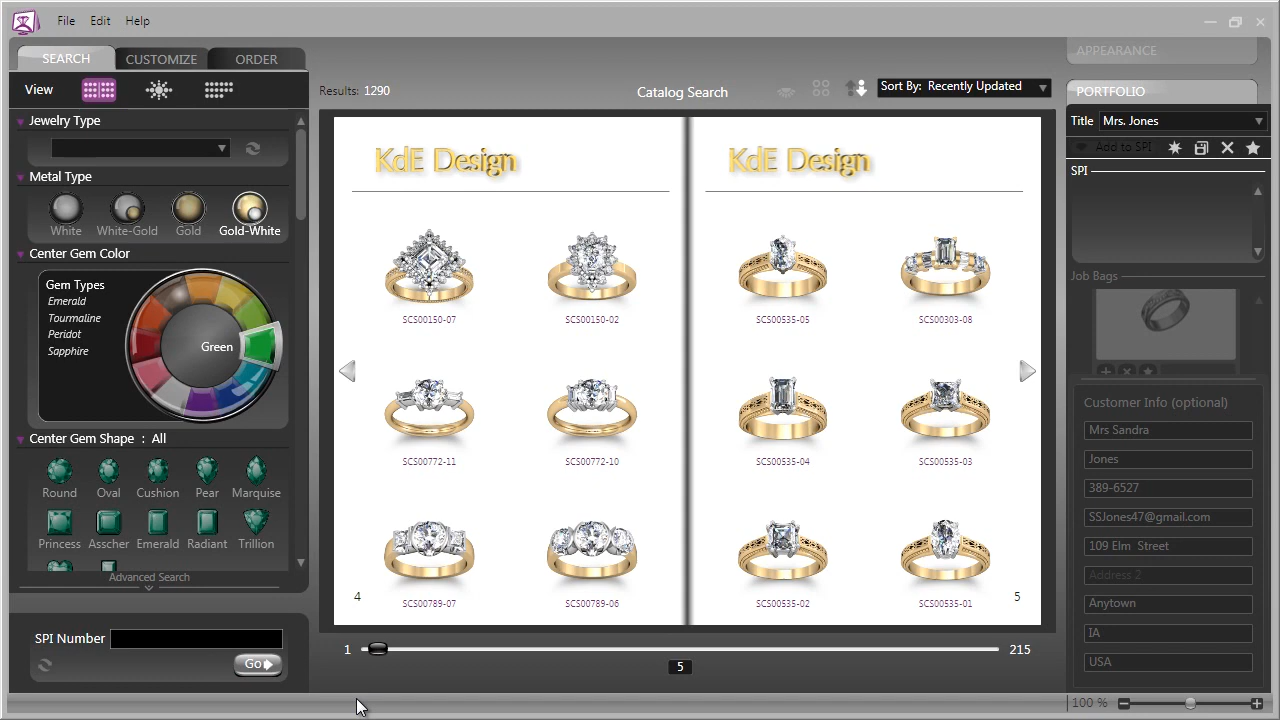 File Edit Help
SEARCH CUSTOMIZE ORDER
View
Jewelry Type
Metal Type
White White-Gold Gold Gold-White
Center Gem Color
Gem Types
Emerald
Tourmaline
Peridot
Sapphire
Green
Center Gem Shape : All
Round Oval Cushion Pear Marquise
Princess Asscher Emerald Radiant Trillion
Advanced Search
SPI Number
Go
Results: 1290
Catalog Search
Sort By: Recently Updated
KdE Design
SCS00150-07 SCS00150-02
SCS00772-11 SCS00772-10
SCS00789-07 SCS00789-06
4
KdE Design
SCS00535-05 SCS00303-08
SCS00535-04 SCS00535-03
SCS00535-02 SCS00535-01
5
1 215
5
APPEARANCE
PORTFOLIO
Title Mrs. Jones
Add to SPI
SPI
Job Bags
Customer Info (optional)
Mrs Sandra
Jones
389-6527
SSJones47@gmail.com
109 Elm Street
Address 2
Anytown
IA
USA
100 %